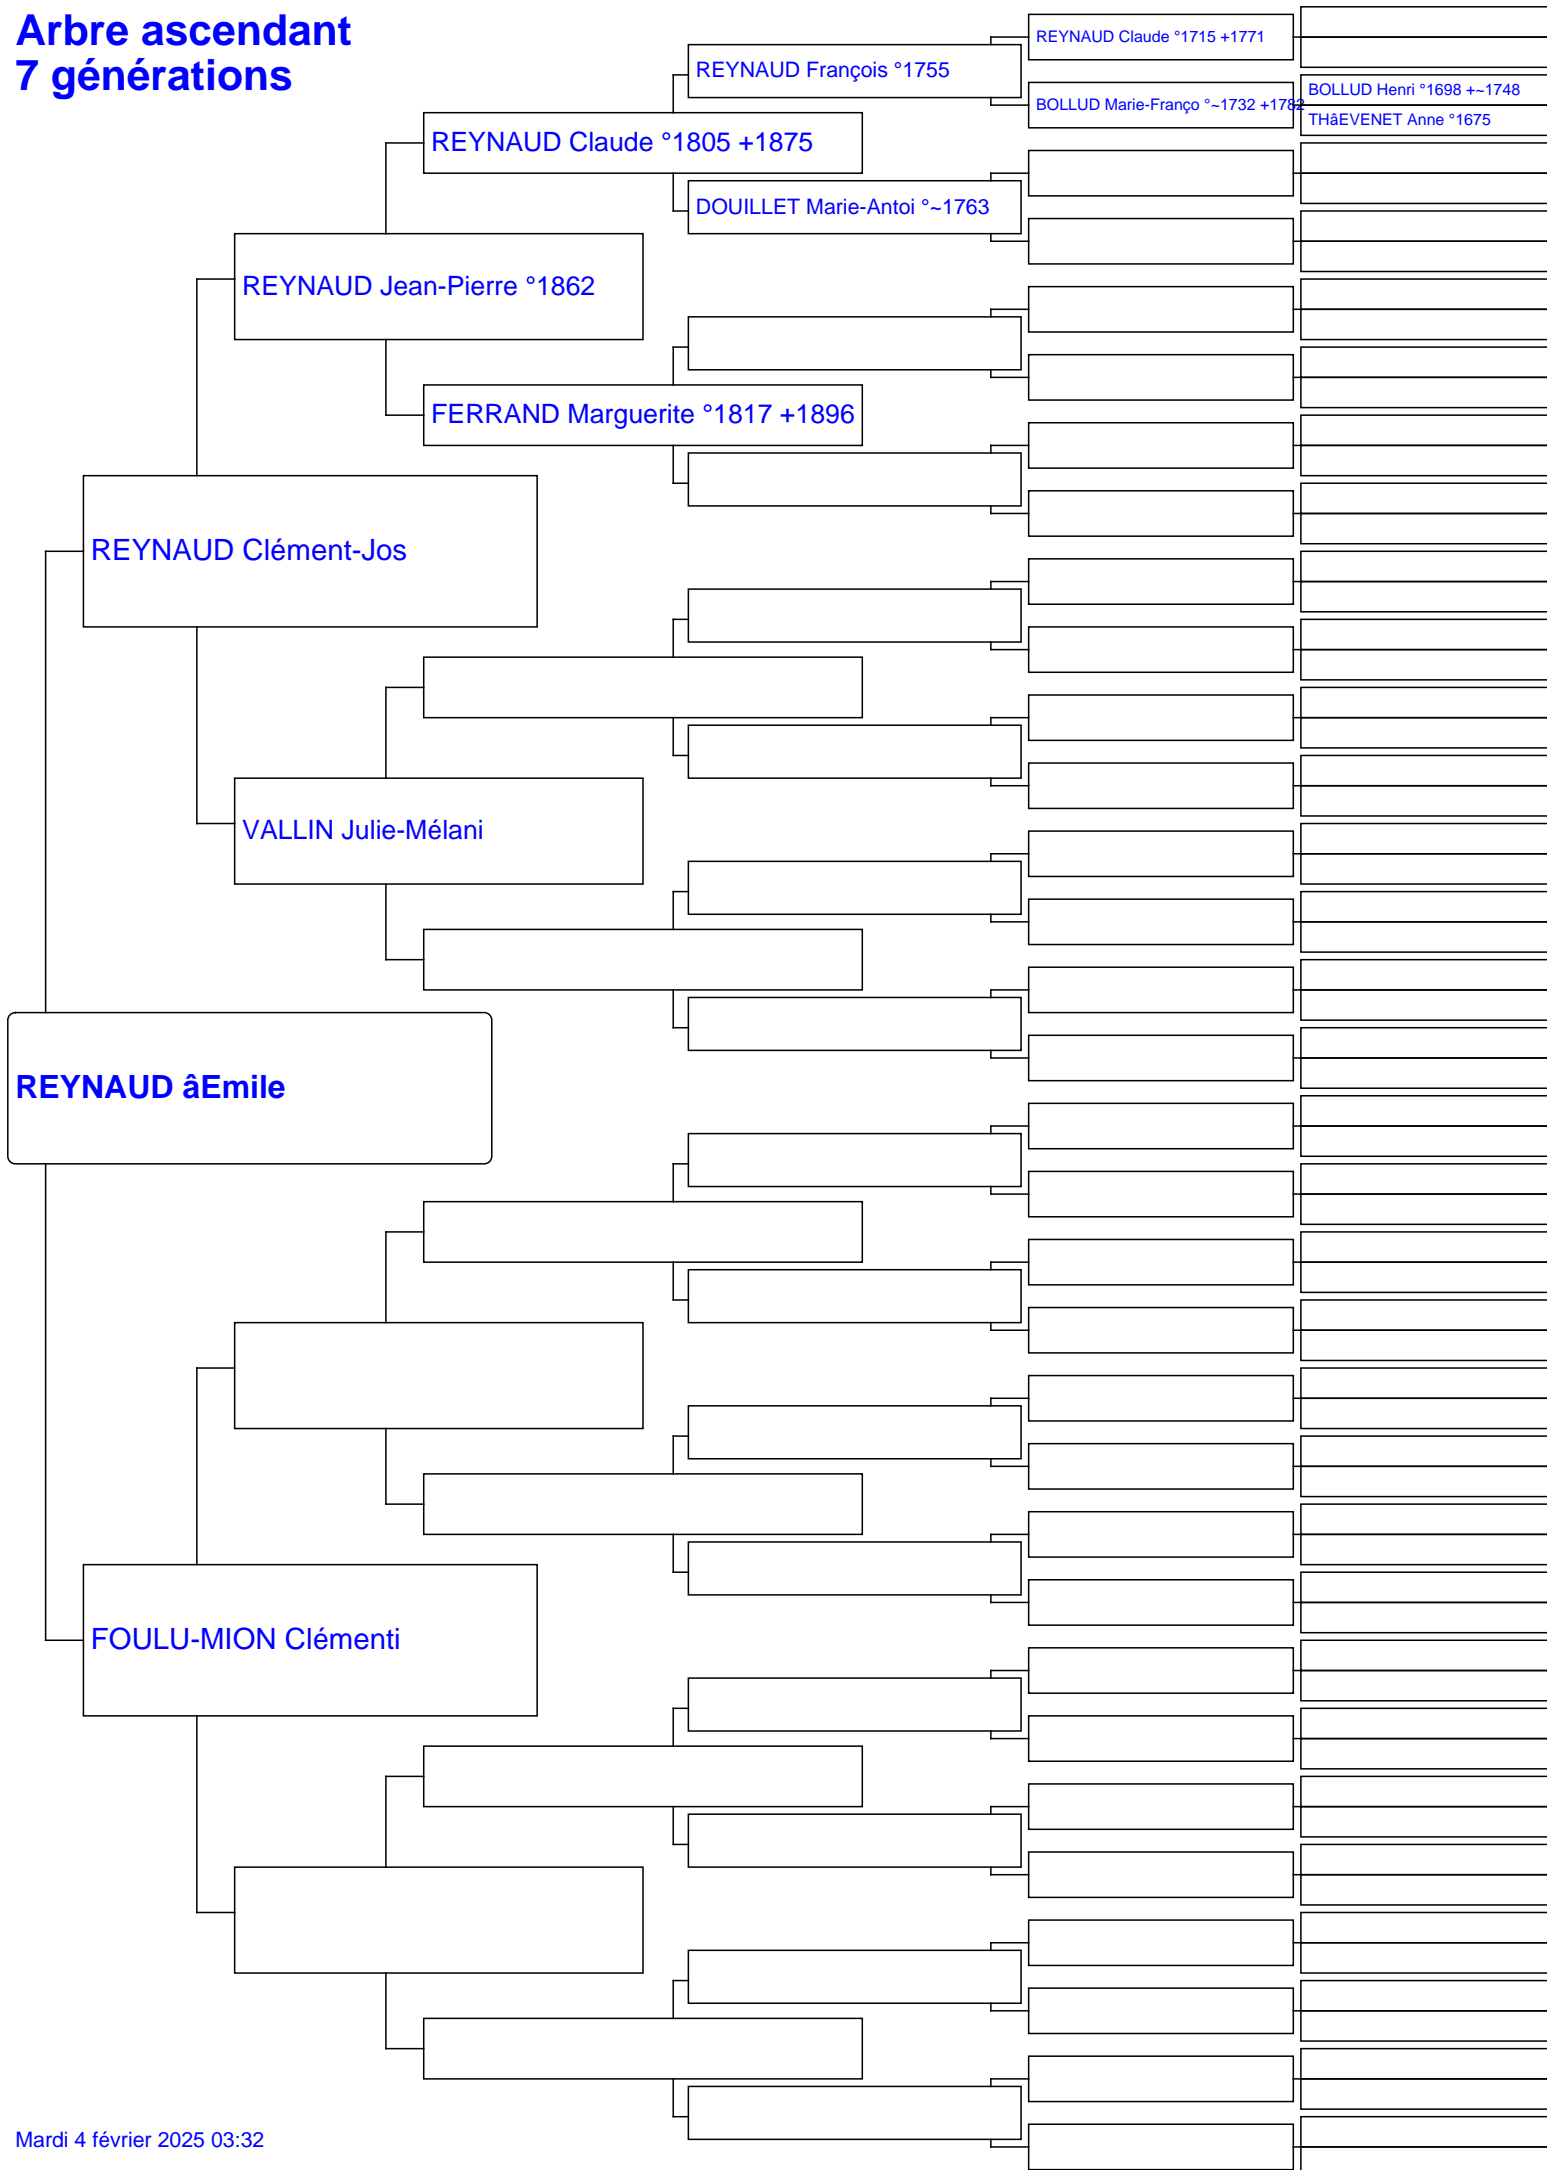 Arbre ascendant
7 générations
REYNAUD Claude °1715 +1771
REYNAUD François °1755
BOLLUD Henri °1698 +~1748
BOLLUD Marie-Franço °~1732 +1782
THâEVENET Anne °1675
REYNAUD Claude °1805 +1875
DOUILLET Marie-Antoi °~1763
REYNAUD Jean-Pierre °1862
FERRAND Marguerite °1817 +1896
REYNAUD Clément-Jos
VALLIN Julie-Mélani
REYNAUD âEmile
FOULU-MION Clémenti
Mardi 4 février 2025 03:32